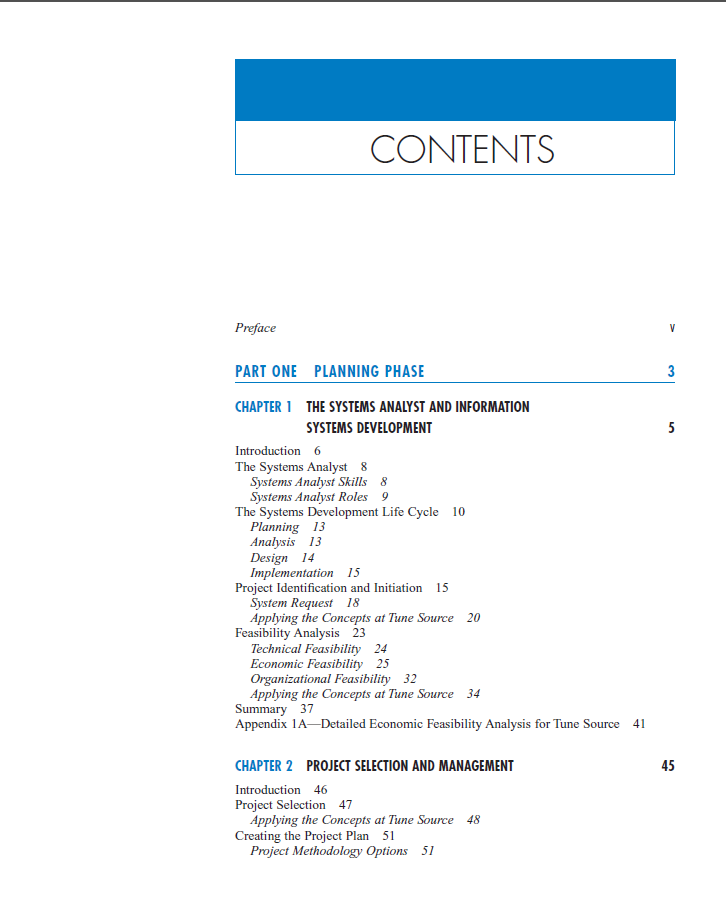 CONTENTS
Preface v
PART ONE PLANNING PHASE 3
CHAPTER 1 THE SYSTEMS ANALYST AND INFORMATION
SYSTEMS DEVELOPMENT 5
Introduction 6
The Systems Analyst 8
Systems Analyst Skills 8
Systems Analyst Roles 9
The Systems Development Life Cycle 10
Planning 13
Analysis 13
Design 14
Implementation 15
Project Identification and Initiation 15
System Request 18
Applying the Concepts at Tune Source 20
Feasibility Analysis 23
Technical Feasibility 24
Economic Feasibility 25
Organizational Feasibility 32
Applying the Concepts at Tune Source 34
Summary 37
Appendix 1A—Detailed Economic Feasibility Analysis for Tune Source 41
CHAPTER 2 PROJECT SELECTION AND MANAGEMENT 45
Introduction 46
Project Selection 47
Applying the Concepts at Tune Source 48
Creating the Project Plan 51
Project Methodology Options 51